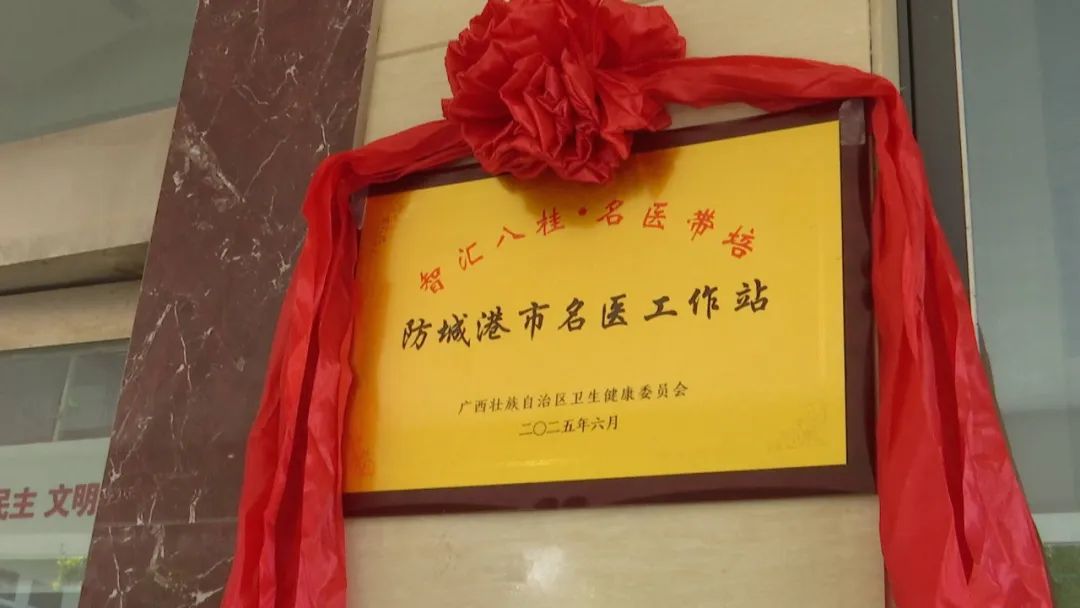 智汇八桂·名医带培
防城港市名医工作站
广西壮族自治区卫生健康委员会
二〇二五年六月
民主 文明